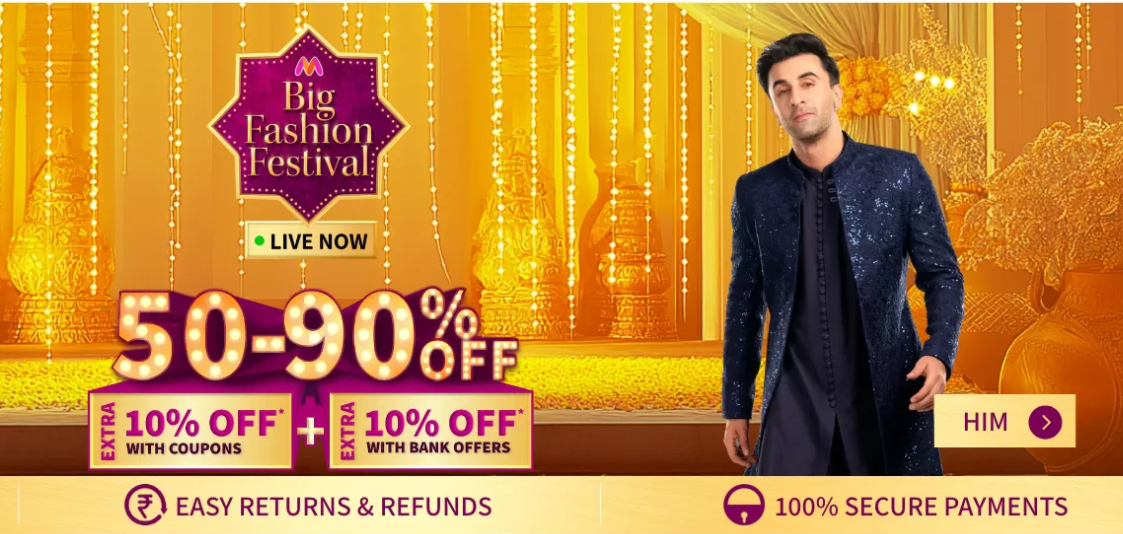 Big
Fashion
Festival
LIVE NOW
50-90% OFF
EXTRA 10% OFF*
WITH COUPONS
+
EXTRA 10% OFF*
WITH BANK OFFERS
HIM
₹ EASY RETURNS & REFUNDS
100% SECURE PAYMENTS